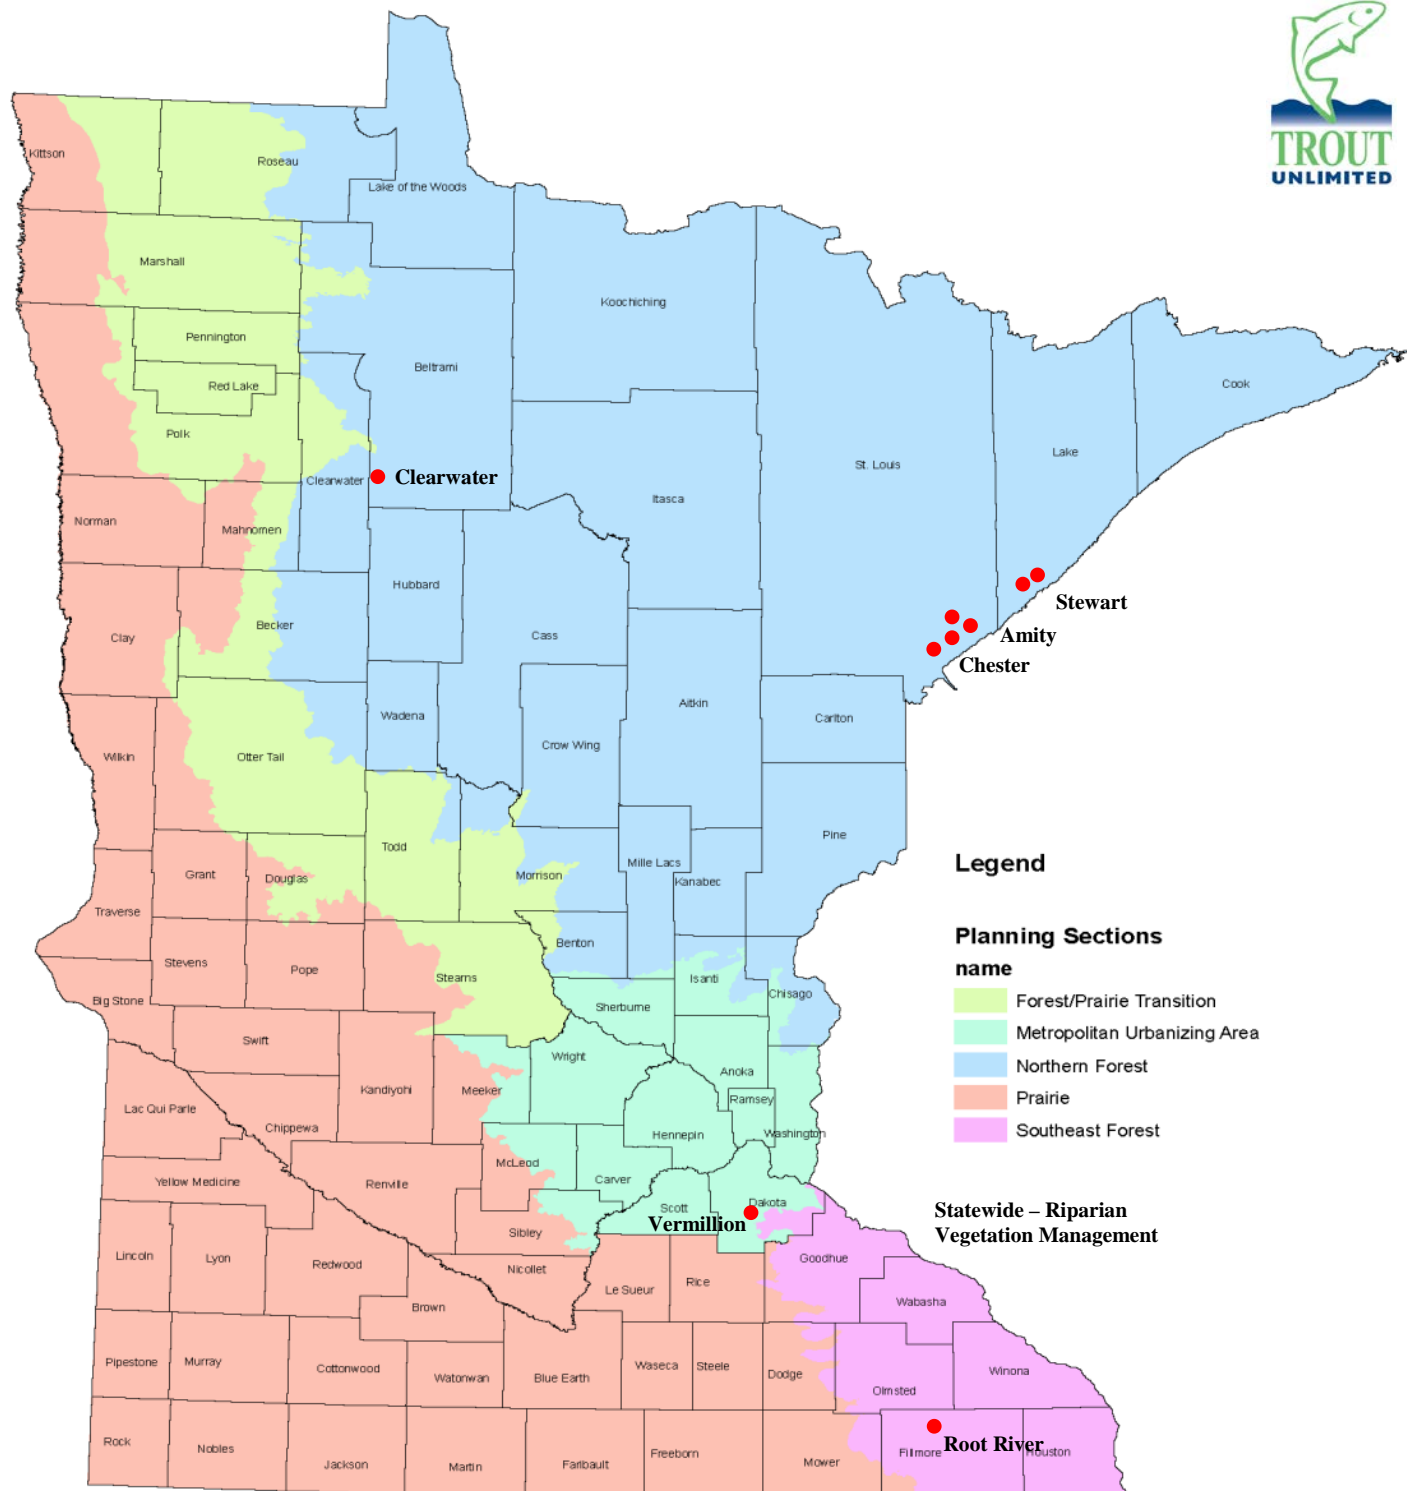 TROUT
UNLIMITED
Kittson
Roseau
Lake of the Woods
Marshall
Koochiching
Pennington
Beltrami
Red Lake
Cook
Polk
Lake
St. Louis
Clearwater
Clearwater
Itasca
Norman
Mahnomen
Hubbard
Stewart
Becker
Clay
Cass
Amity
Chester
Aitkin
Wadena
Carlton
Crow Wing
Wilkin
Otter Tail
Pine
Todd
Mille Lacs
Grant
Douglas
Morrison
Kanabec
Traverse
Benton
Stevens
Pope
Stearns
Isanti
Chisago
Big Stone
Sherburne
Swift
Wright
Anoka
Kandiyohi
Meeker
Ramsey
Lac Qui Parle
Chippewa
Hennepin
Washington
McLeod
Yellow Medicine
Renville
Carver
Scott
Dakota
Vermillion
Sibley
Lincoln
Lyon
Redwood
Nicollet
Goodhue
Le Sueur
Rice
Brown
Wabasha
Pipestone
Murray
Cottonwood
Watonwan
Blue Earth
Waseca
Steele
Dodge
Winona
Olmsted
Rock
Nobles
Jackson
Martin
Faribault
Freeborn
Mower
Fillmore
Root River
Houston
Legend
Planning Sections
name
Forest/Prairie Transition
Metropolitan Urbanizing Area
Northern Forest
Prairie
Southeast Forest
Statewide – Riparian
Vegetation Management